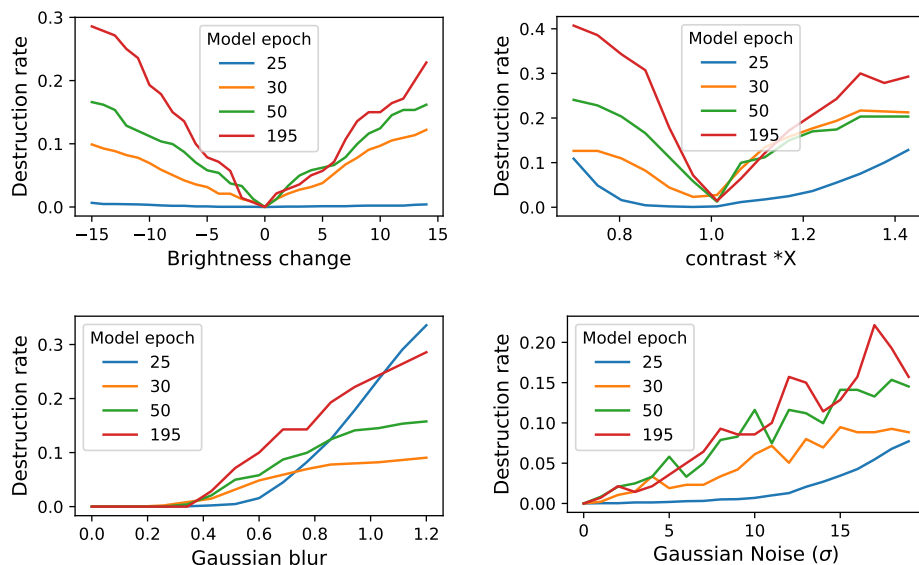 Destruction rate
0.3
0.2
0.1
0.0
Model epoch
25
30
50
195
−15 −10 −5 0 5 10 15
Brightness change
Destruction rate
0.4
0.3
0.2
0.1
0.0
Model epoch
25
30
50
195
0.8 1.0 1.2 1.4
contrast *X
Destruction rate
0.3
0.2
0.1
0.0
Model epoch
25
30
50
195
0.0 0.2 0.4 0.6 0.8 1.0 1.2
Gaussian blur
Destruction rate
0.20
0.15
0.10
0.05
0.00
Model epoch
25
30
50
195
0 5 10 15
Gaussian Noise (σ)